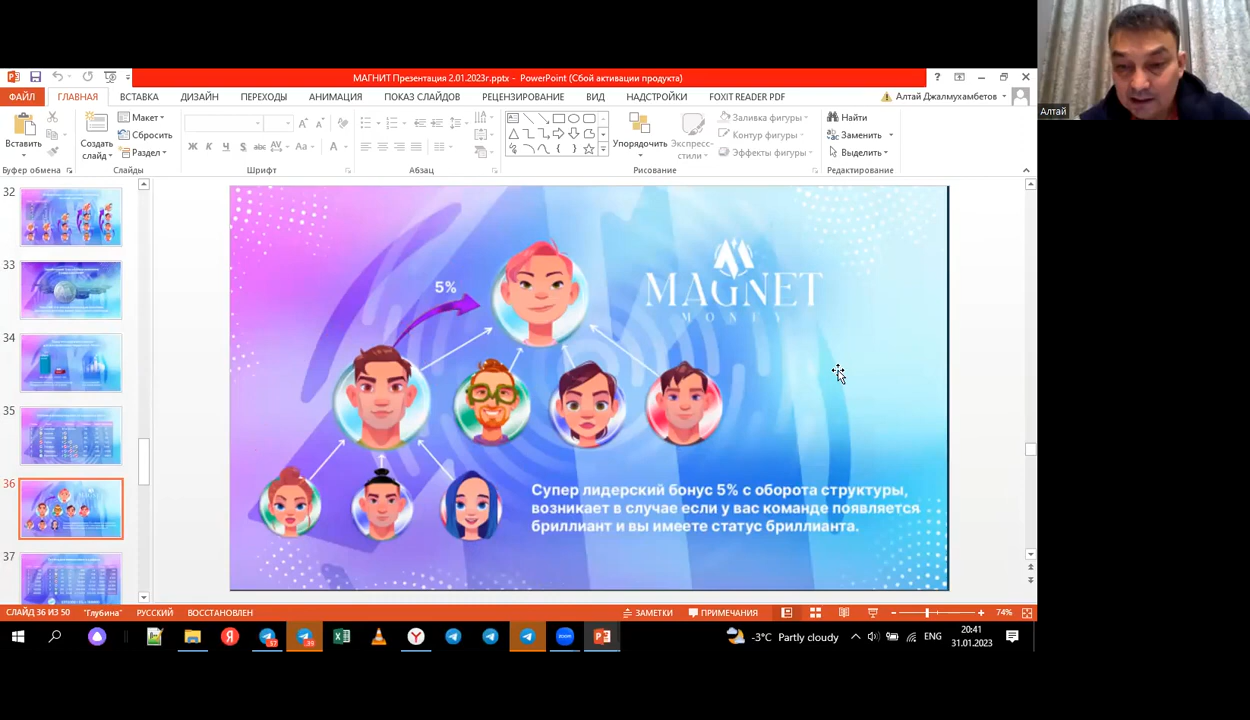 МАГНИТ Презентация 2.01.2023г.pptx - PowerPoint (Сбой активации продукта)
ФАЙЛ ГЛАВНАЯ ВСТАВКА ДИЗАЙН ПЕРЕХОДЫ АНИМАЦИЯ ПОКАЗ СЛАЙДОВ РЕЦЕНЗИРОВАНИЕ ВИД НАДСТРОЙКИ FOXIT READER PDF Алтай Джалмухамбетов
Алтай
Вставить
Создать слайд
Макет
Сбросить
Раздел
Упорядочить
Экспресс-стили
Заливка фигуры
Контур фигуры
Эффекты фигуры
Найти
Заменить
Выделить
Буфер обмена Слайды Шрифт Абзац Рисование Редактирование
32
33
34
35
36
37
5%
MAGNET
MONEY
Супер лидерский бонус 5% с оборота структуры,
возникает в случае если у вас команде появляется
бриллиант и вы имеете статус бриллианта.
СЛАЙД 36 ИЗ 50 "Глубина" РУССКИЙ ВОССТАНОВЛЕН ЗАМЕТКИ ПРИМЕЧАНИЯ 74%
-3°C Partly cloudy ENG 20:41
31.01.2023